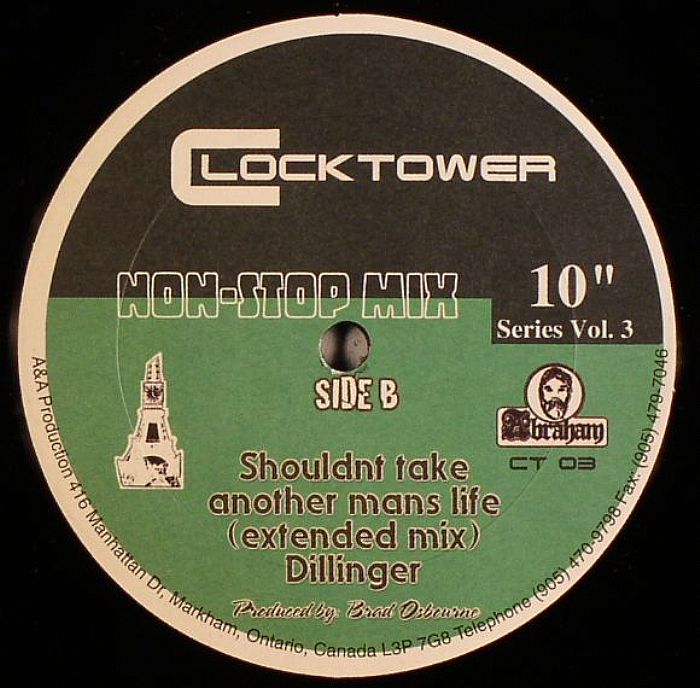 CLOCKTOWER
NON-STOP MIX
10"
Series Vol. 3
SIDE B
Abraham
CT 03
Shouldnt take
another mans life
(extended mix)
Dillinger
Produced by: Brad Osbourne
A&A Production 416 Manhattan Dr, Markham, Ontario, Canada L3P 7G8 Telephone (905) 470-9798 Fax: (905) 479-7046